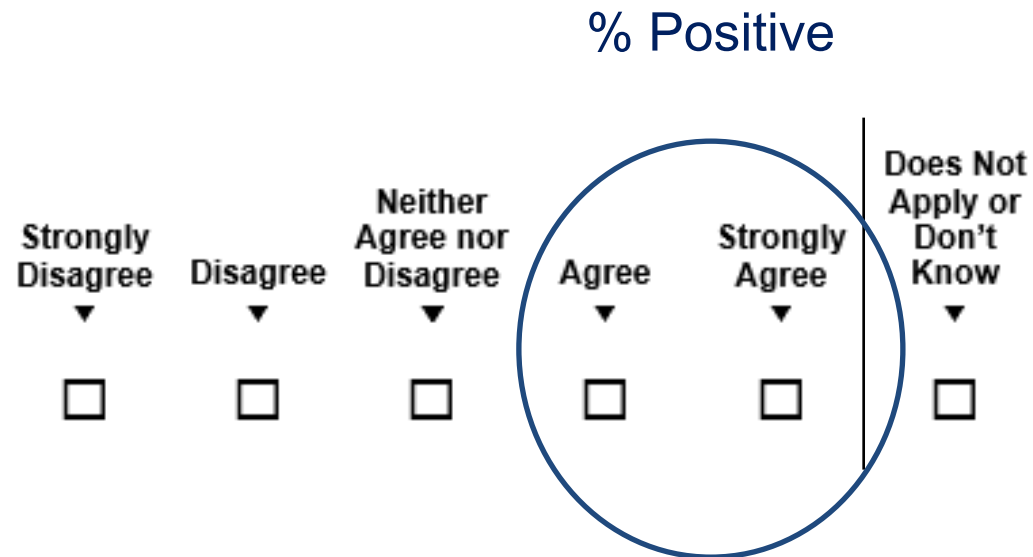 % Positive
Strongly
Disagree
Disagree
Neither
Agree nor
Disagree
Agree
Strongly
Agree
Does Not
Apply or
Don't
Know